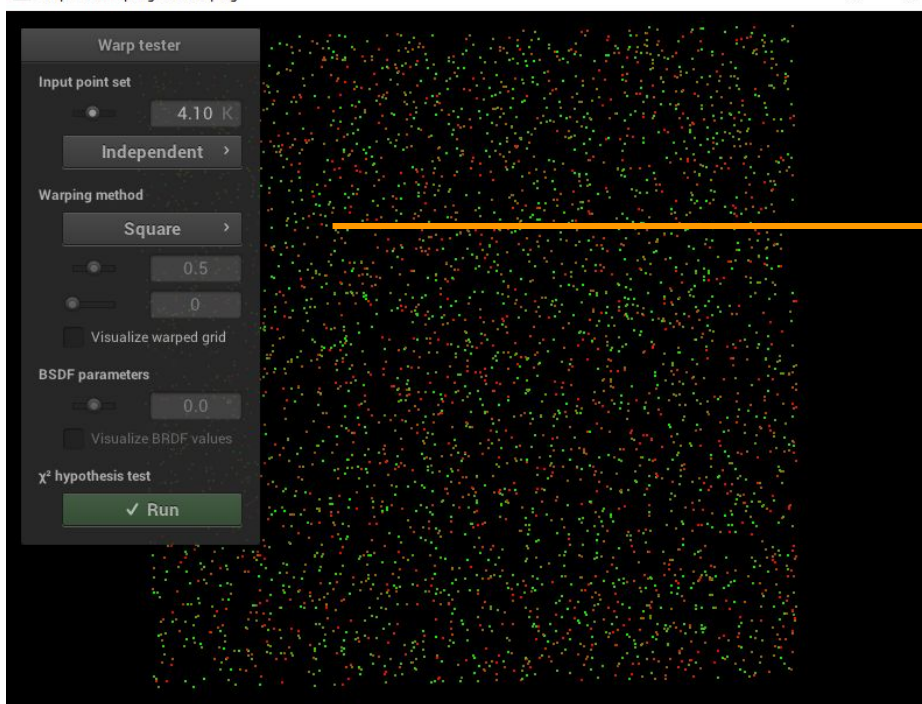 Warp tester
Input point set
4.10 K
Independent
Warping method
Square
0.5
0
Visualize warped grid
BSDF parameters
0.0
Visualize BRDF values
χ² hypothesis test
Run